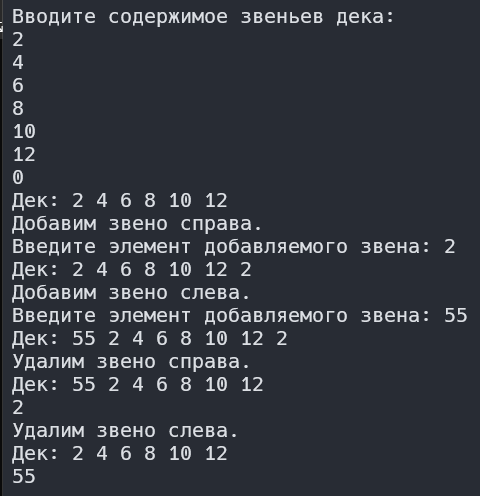 Вводите содержимое звеньев дека:
2
4
6
8
10
12
0
Дек: 2 4 6 8 10 12
Добавим звено справа.
Введите элемент добавляемого звена: 2
Дек: 2 4 6 8 10 12 2
Добавим звено слева.
Введите элемент добавляемого звена: 55
Дек: 55 2 4 6 8 10 12 2
Удалим звено справа.
Дек: 55 2 4 6 8 10 12
2
Удалим звено слева.
Дек: 2 4 6 8 10 12
55